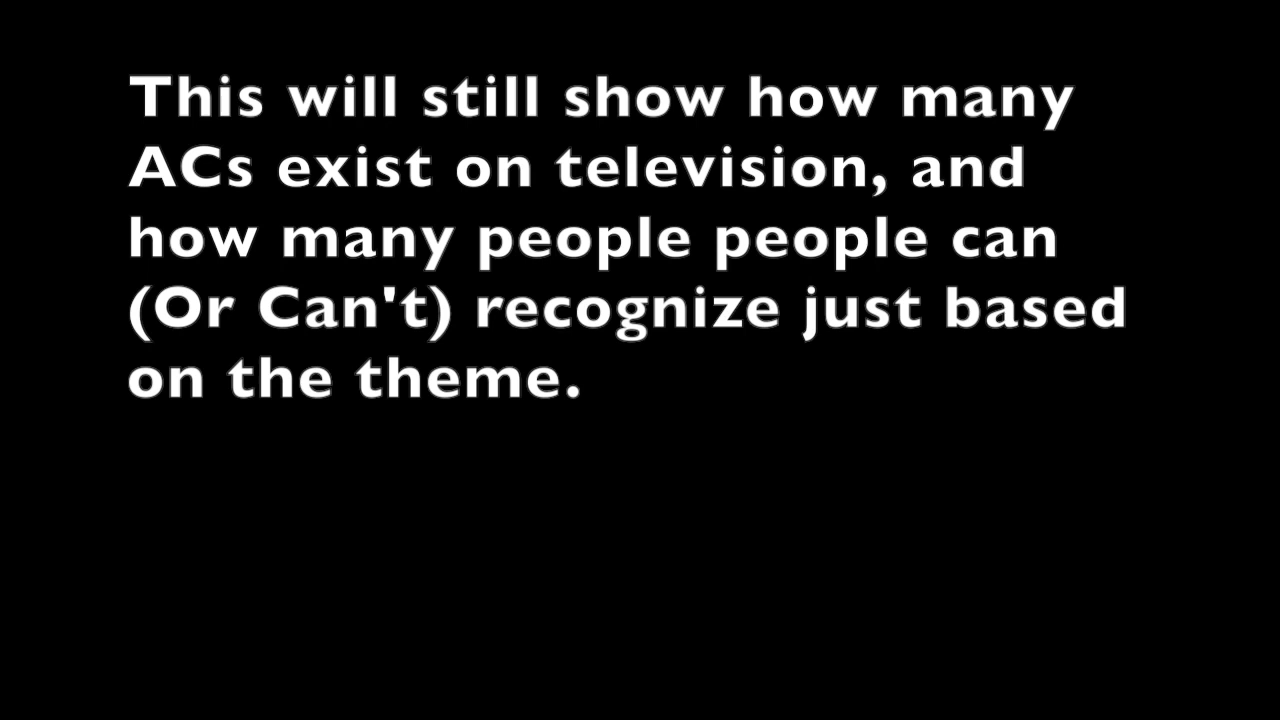 This will still show how many
ACs exist on television, and
how many people people can
(Or Can't) recognize just based
on the theme.